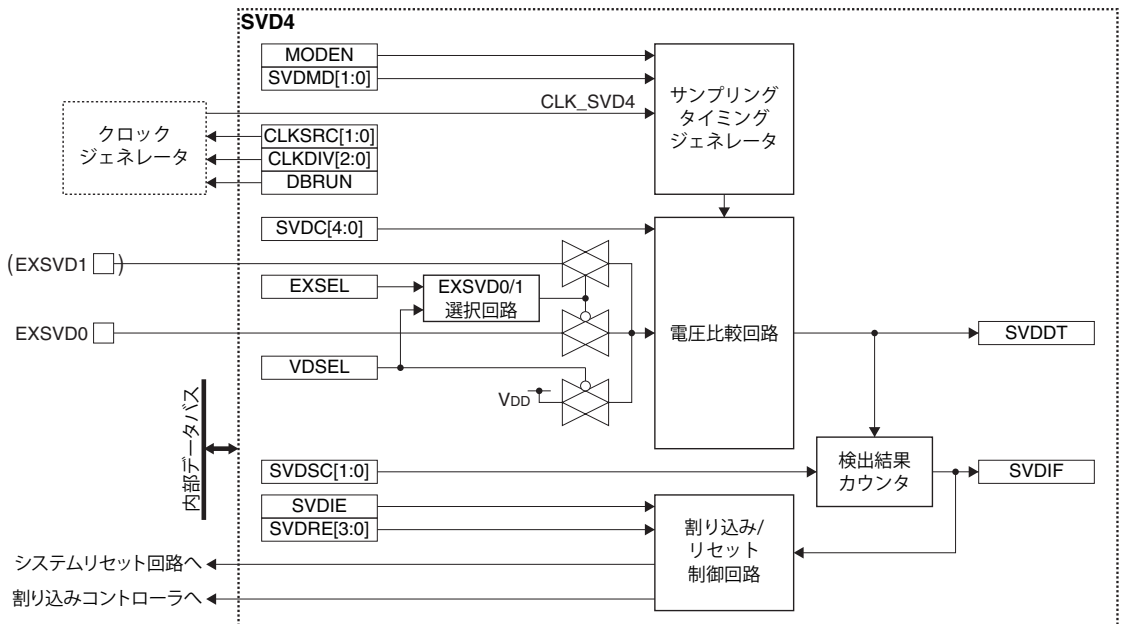 SVD4
MODEN
SVDMD[1:0]
CLK_SVD4
サンプリング
タイミング
ジェネレータ
クロック
ジェネレータ
CLKSRC[1:0]
CLKDIV[2:0]
DBRUN
SVDC[4:0]
(EXSVD1 )
EXSEL
EXSVD0/1
選択回路
EXSVD0
電圧比較回路
SVDDT
VDSEL
VDD
内部データバス
SVDSC[1:0]
検出結果
カウンタ
SVDIF
SVDIE
SVDRE[3:0]
割り込み/
リセット
制御回路
システムリセット回路へ
割り込みコントローラへ